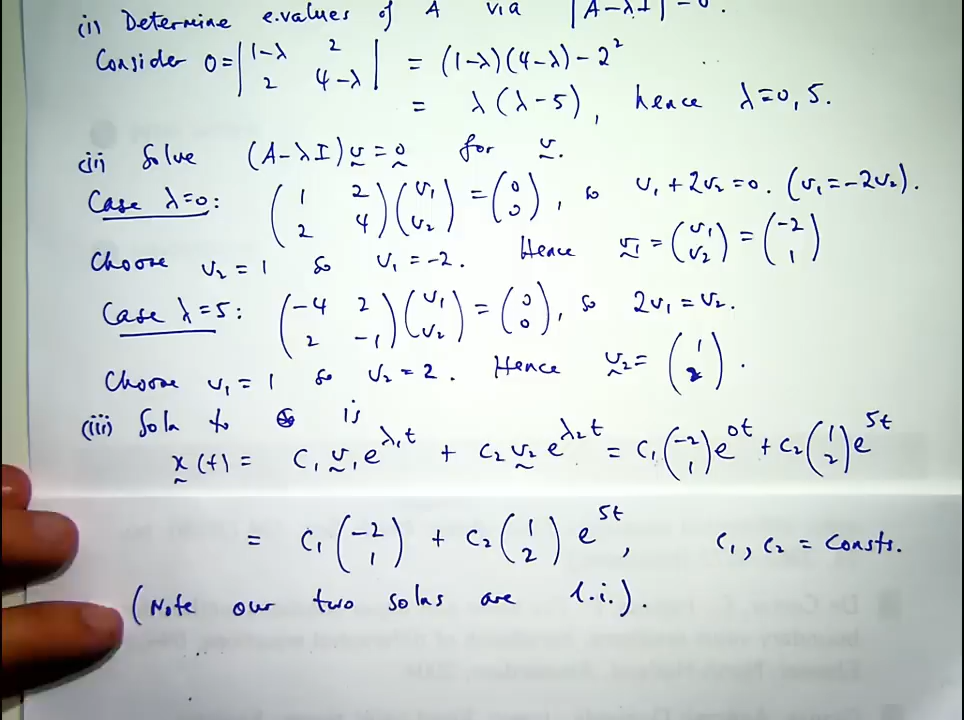 (i) Determine e.values of A via |A-λI| = 0.
Consider 0 = |1-λ 2; 2 4-λ| = (1-λ)(4-λ) - 2²
= λ(λ-5), hence λ=0, 5.
(ii) Solve (A-λI)v = 0 for v.
Case λ=0: (1 2; 2 4)(v₁; v₂) = (0; 0), so v₁ + 2v₂ = 0. (v₁ = -2v₂).
Choose v₂ = 1 so v₁ = -2. Hence v₁ = (v₁; v₂) = (-2; 1)
Case λ=5: (-4 2; 2 -1)(v₁; v₂) = (0; 0), so 2v₁ = v₂.
Choose v₁ = 1 so v₂ = 2. Hence v₂ = (1; 2).
(iii) Soln to is
x(t) = c₁ v₁ e^λ₁t + c₂ v₂ e^λ₂t = c₁(-2; 1)e^0t + c₂(1; 2)e^5t
= c₁(-2; 1) + c₂(1; 2) e^5t, c₁, c₂ = consts.
(Note our two solns are l.i.).